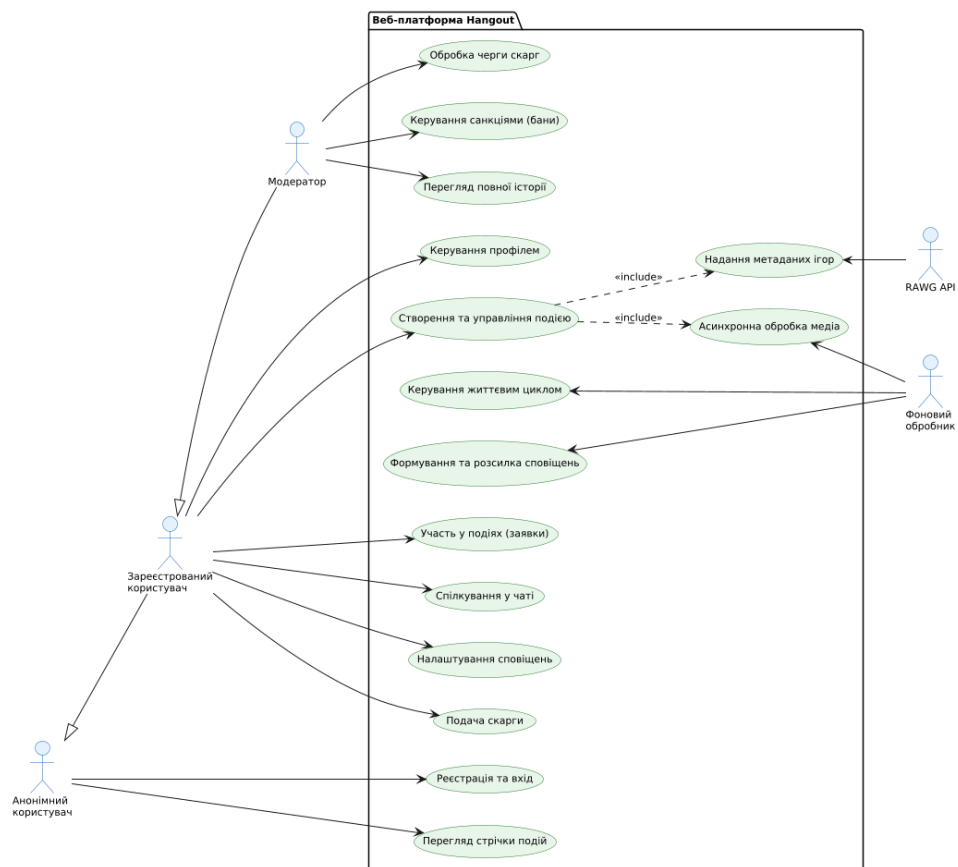 Веб-платформа Hangout
Обробка черги скарг
Керування санкціями (бани)
Модератор
Перегляд повної історії
Керування профілем
Надання метаданих ігор
«include»
RAWG API
Створення та управління подією
«include»
Асинхронна обробка медіа
Керування життєвим циклом
Фоновий
обробник
Формування та розсилка сповіщень
Участь у подіях (заявки)
Зареєстрований
користувач
Спілкування у чаті
Налаштування сповіщень
Подача скарги
Реєстрація та вхід
Анонімний
користувач
Перегляд стрічки подій